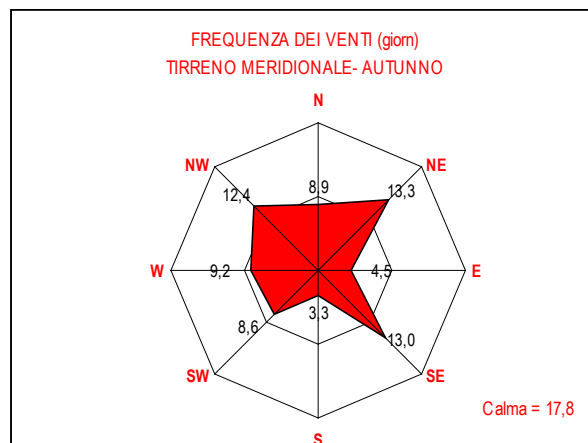 FREQUENZA DEI VENTI (giorn)
TIRRENO MERIDIONALE- AUTUNNO
N
NW
NE
12,4
8,9
13,3
W
9,2
4,5
E
8,6
3,3
13,0
SW
SE
Calma = 17,8
S